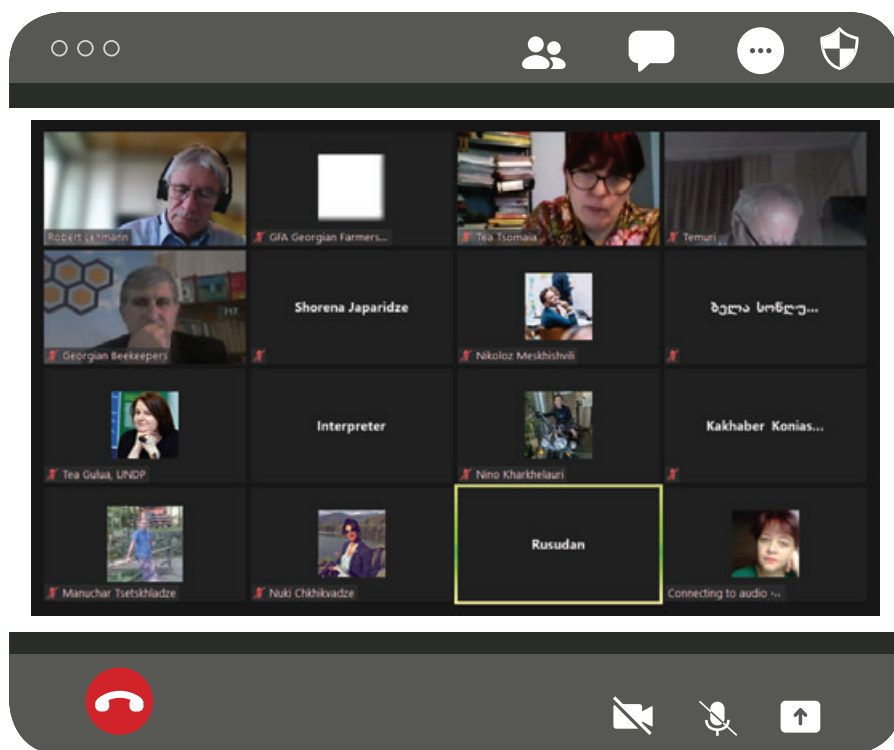 Robert Lehmann
GFA Georgian Farmers...
Tea Tsomaia
Temuri
Georgian Beekeepers
Shorena Japaridze
Nikoloz Meskhishvili
ბელა სონღუ...
Tea Gulua, UNDP
Interpreter
Nino Kharkhelauri
Kakhaber Konias...
Manuchar Tsetskhladze
Nuki Chkhikvadze
Rusudan
Connecting to audio ·...